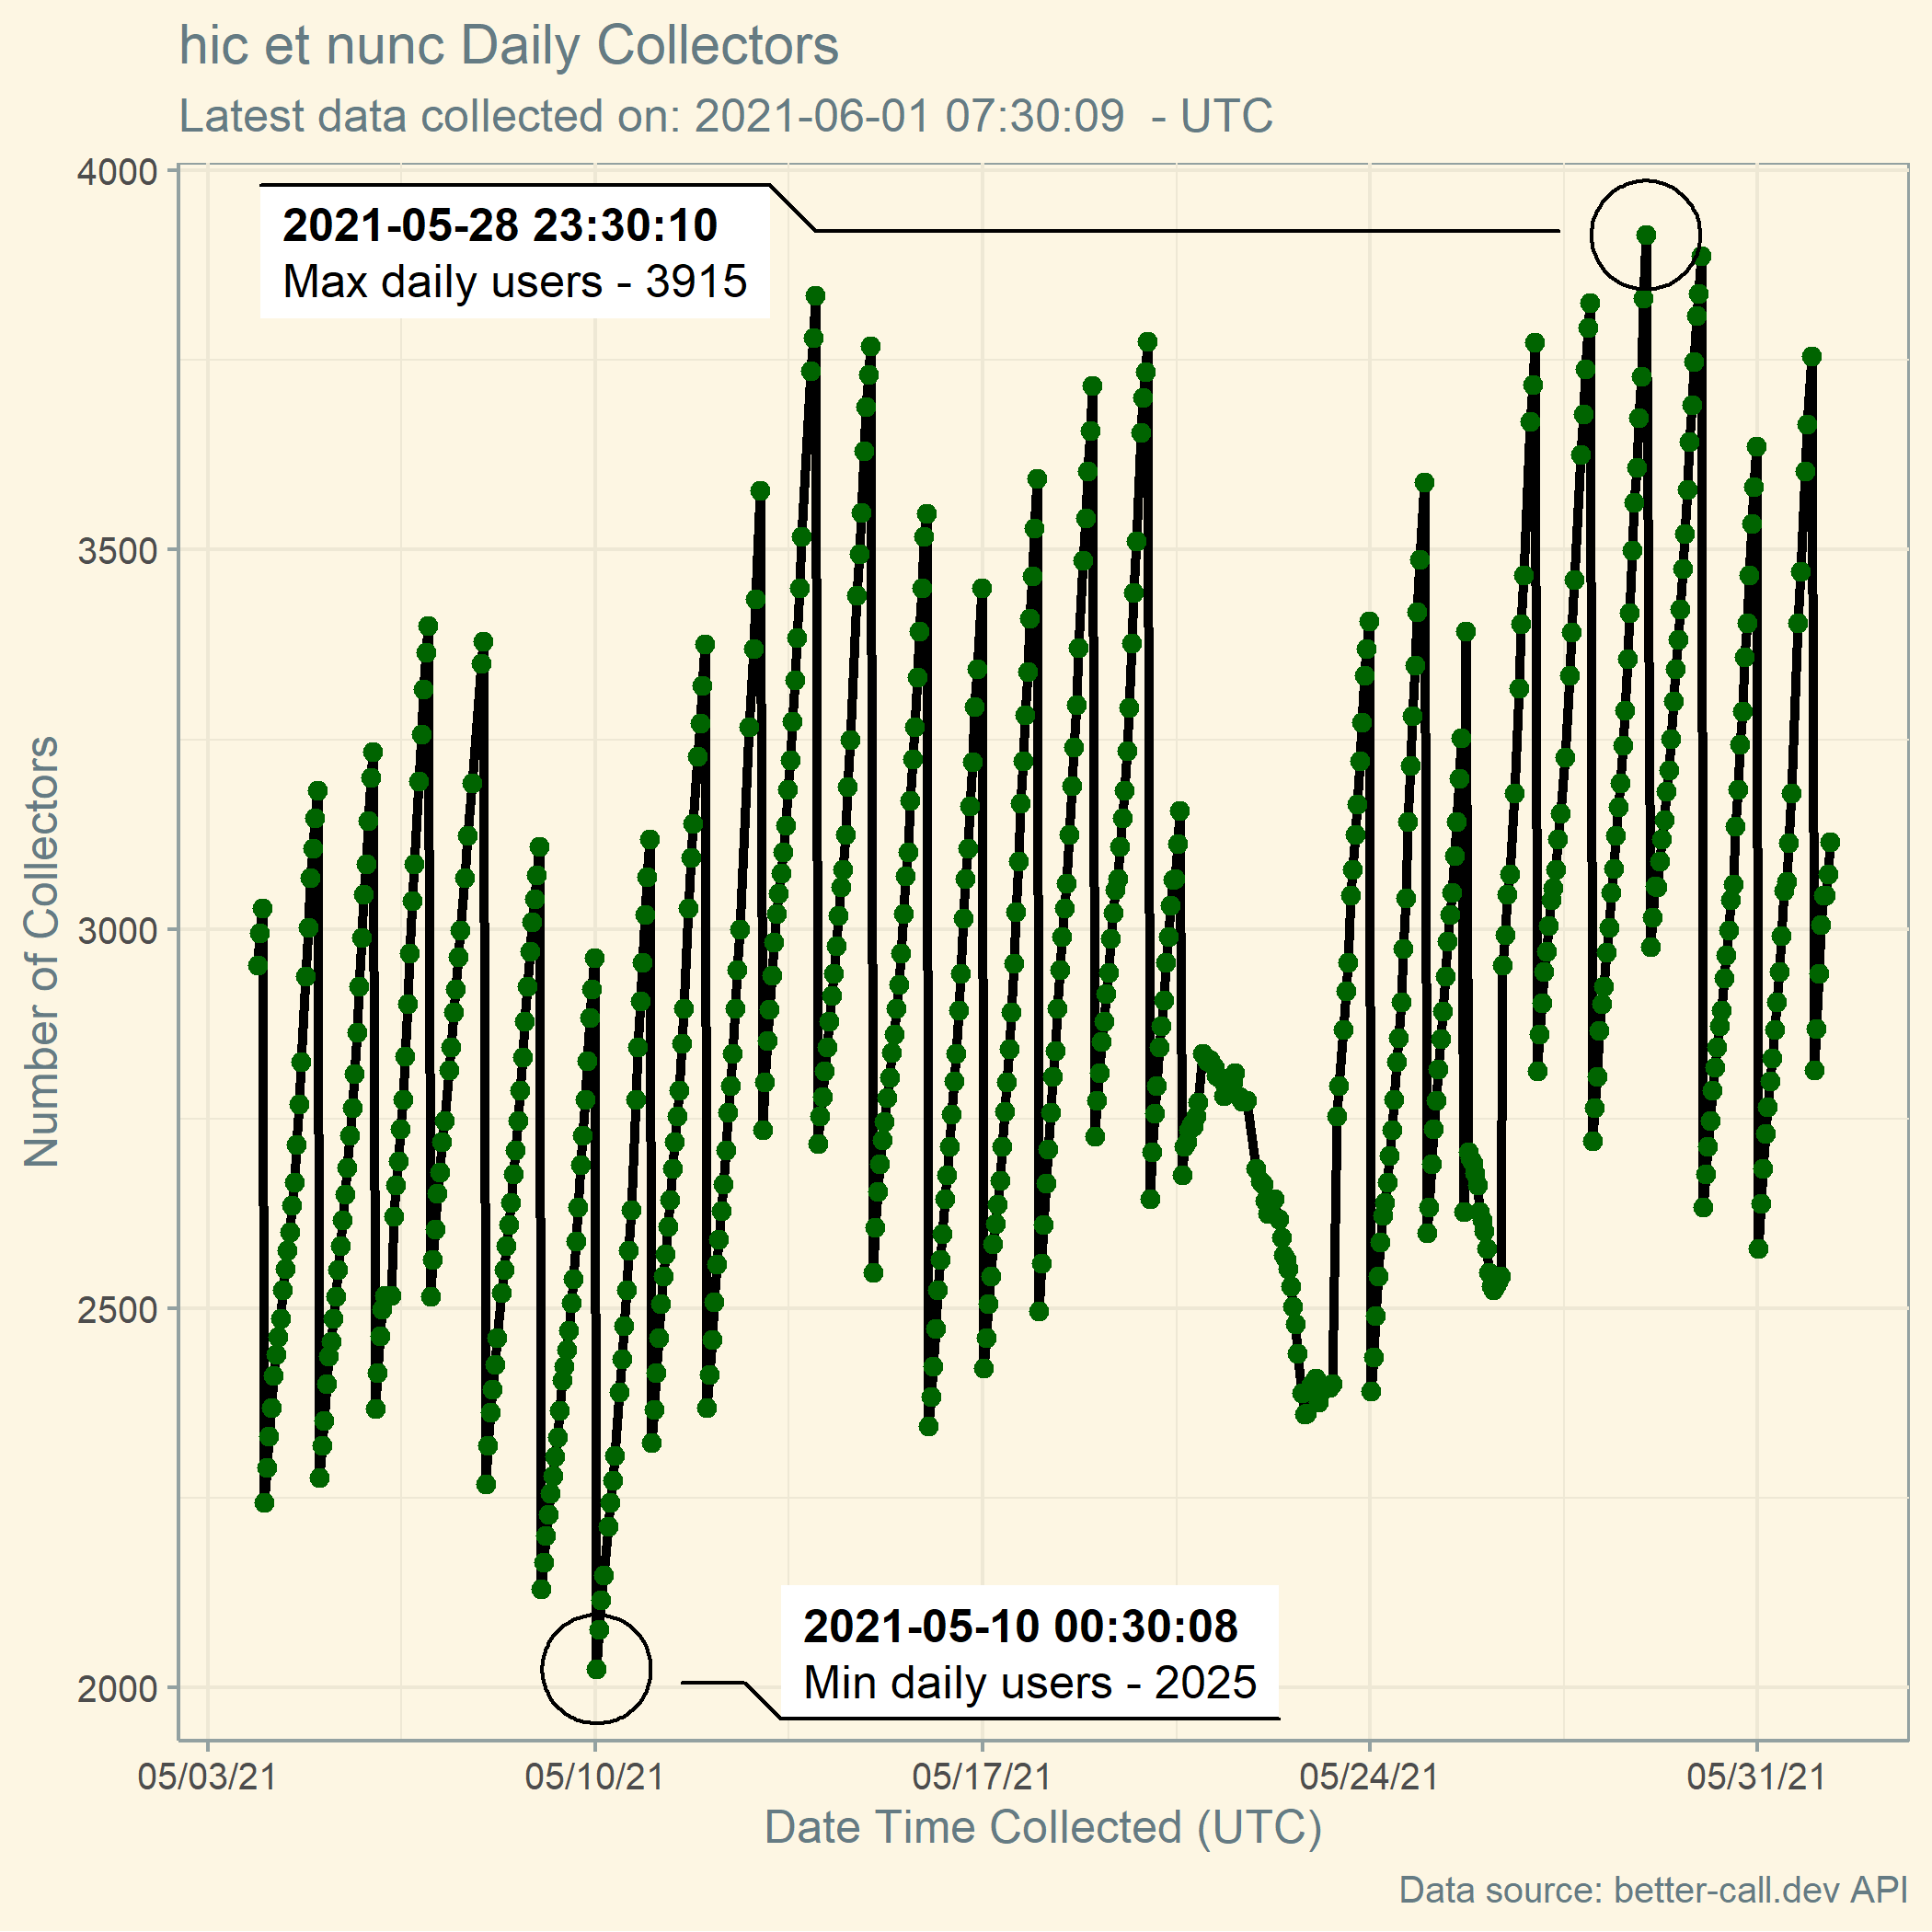 hic et nunc Daily Collectors
Latest data collected on: 2021-06-01 07:30:09  - UTC
4000
3500
3000
2500
2000
Number of Collectors
2021-05-28 23:30:10
Max daily users - 3915
2021-05-10 00:30:08
Min daily users - 2025
05/03/21
05/10/21
05/17/21
05/24/21
05/31/21
Date Time Collected (UTC)
Data source: better-call.dev API